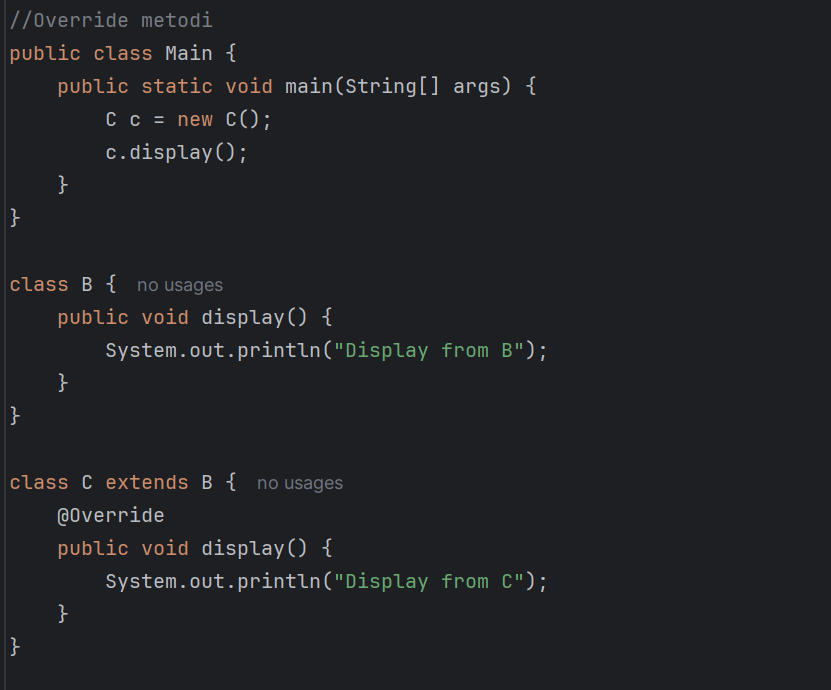 //Override metodi
public class Main {
    public static void main(String[] args) {
        C c = new C();
        c.display();
    }
}

class B {  no usages
    public void display() {
        System.out.println("Display from B");
    }
}

class C extends B {  no usages
    @Override
    public void display() {
        System.out.println("Display from C");
    }
}